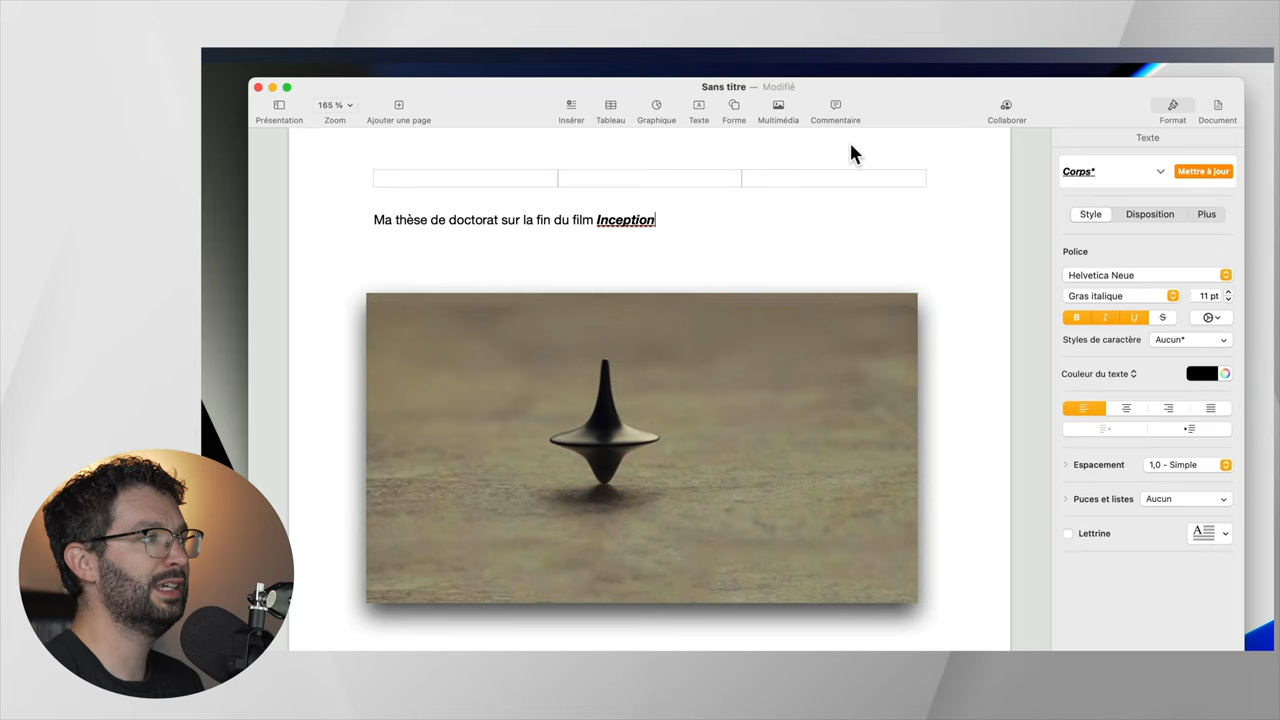 Sans titre — Modifié
Présentation
165 %
Zoom
Ajouter une page
Insérer
Tableau
Graphique
Texte
Forme
Multimédia
Commentaire
Collaborer
Format
Document
Texte
Corps*
Mettre à jour
Style
Disposition
Plus
Ma thèse de doctorat sur la fin du film Inception
Police
Helvetica Neue
Gras italique
11 pt
B I U S
Styles de caractère
Aucun*
Couleur du texte
Espacement
1,0 - Simple
Puces et listes
Aucun
Lettrine
A